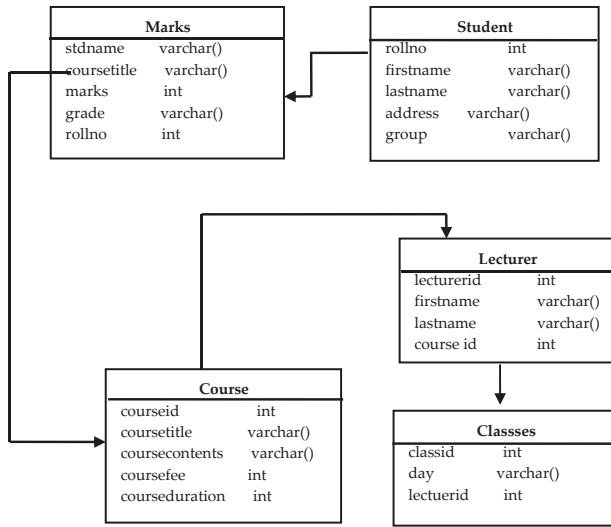 Marks
stdname varchar()
coursetitle varchar()
marks int
grade varchar()
rollno int
Student
rollno int
firstname varchar()
lastname varchar()
address varchar()
group varchar()
Lecturer
lecturerid int
firstname varchar()
lastname varchar()
course id int
Course
courseid int
coursetitle varchar()
coursecontents varchar()
coursefee int
courseduration int
Classses
classid int
day varchar()
lectuerid int